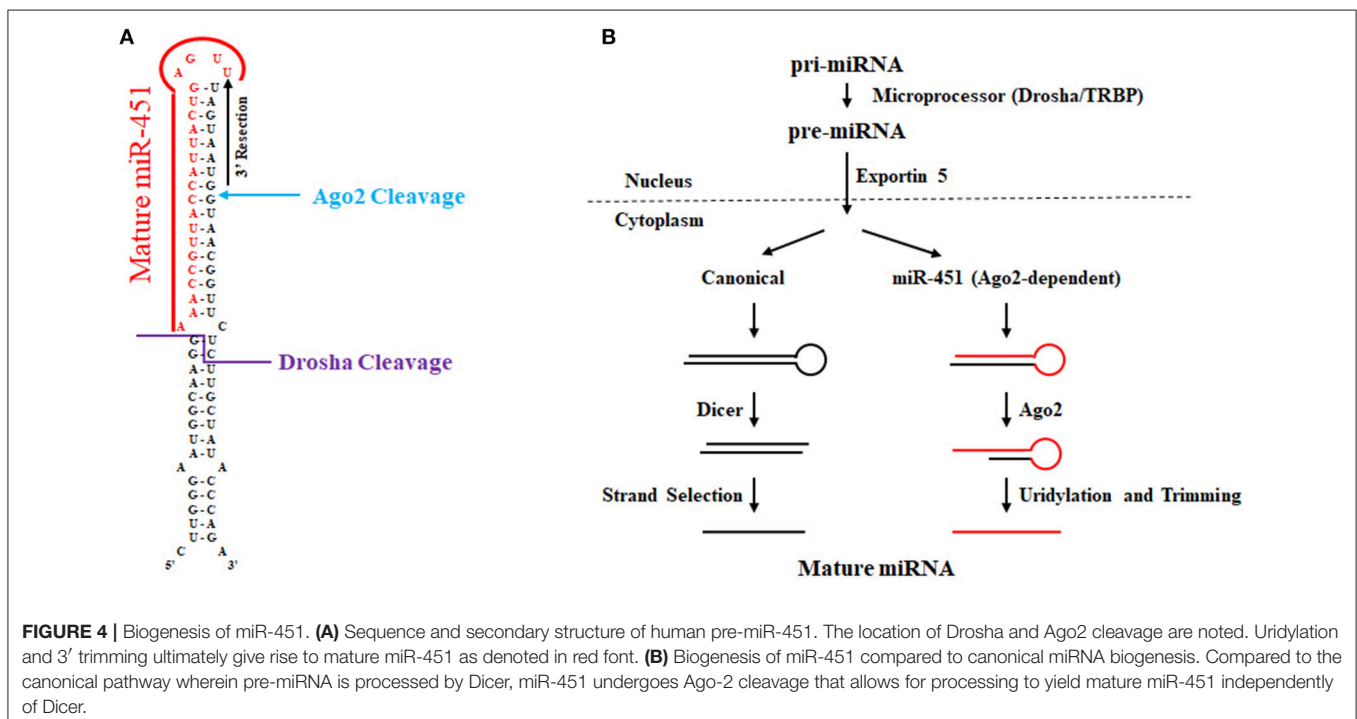 A
G U
A U
G-U
U A
C-G
A-U
U-A
U-A
A-U
C-G
C-G
A-U
U-A
U-A
G-C
C-G
C-G
A-U
A-U
A C
G-U
G-C
A-U
A-U
C-G
G-C
G-U
U-A
A-U
A A
G-C
G-C
U-A
U-G
C A
5' 3'
Mature miR-451
3' Resection
Ago2 Cleavage
Drosha Cleavage
B
pri-miRNA
Microprocessor (Drosha/TRBP)
pre-miRNA
Exportin 5
Nucleus
Cytoplasm
Canonical miR-451 (Ago2-dependent)
Dicer Ago2
Strand Selection Uridylation and Trimming
Mature miRNA
FIGURE 4 | Biogenesis of miR-451. (A) Sequence and secondary structure of human pre-miR-451. The location of Drosha and Ago2 cleavage are noted. Uridylation
and 3′ trimming ultimately give rise to mature miR-451 as denoted in red font. (B) Biogenesis of miR-451 compared to canonical miRNA biogenesis. Compared to the
canonical pathway wherein pre-miRNA is processed by Dicer, miR-451 undergoes Ago-2 cleavage that allows for processing to yield mature miR-451 independently
of Dicer.